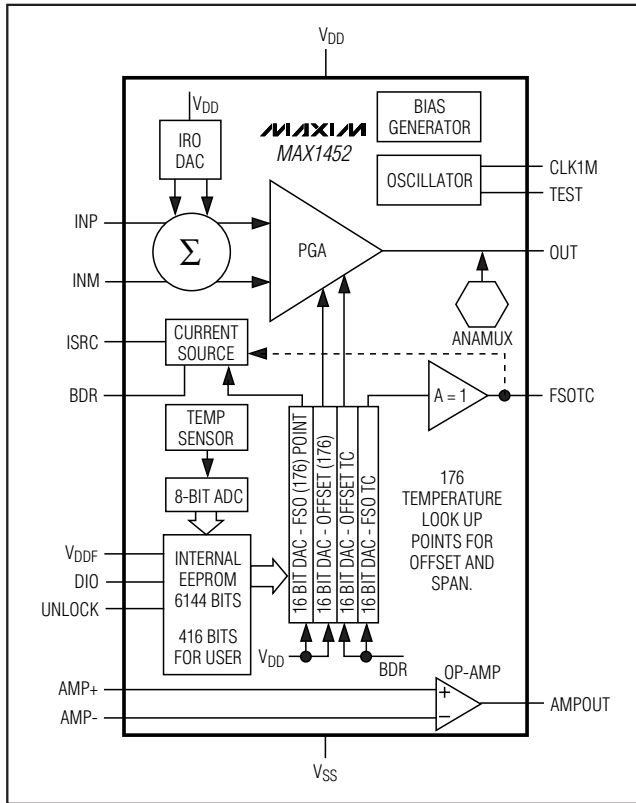 VDD
VDD
IRO
DAC
MAXIM
MAX1452
BIAS
GENERATOR
OSCILLATOR
CLK1M
TEST
INP
INM
Σ
PGA
OUT
ANAMUX
ISRC
BDR
CURRENT
SOURCE
A = 1
FSOTC
TEMP
SENSOR
8-BIT ADC
16 BIT DAC - FSO (176) POINT
16 BIT DAC - OFFSET (176)
16 BIT DAC - OFFSET TC
16 BIT DAC - FSO TC
176
TEMPERATURE
LOOK UP
POINTS FOR
OFFSET AND
SPAN.
VDDF
DIO
UNLOCK
INTERNAL
EEPROM
6144 BITS
416 BITS
FOR USER
VDD
BDR
OP-AMP
AMP+
AMP-
+
−
AMPOUT
VSS